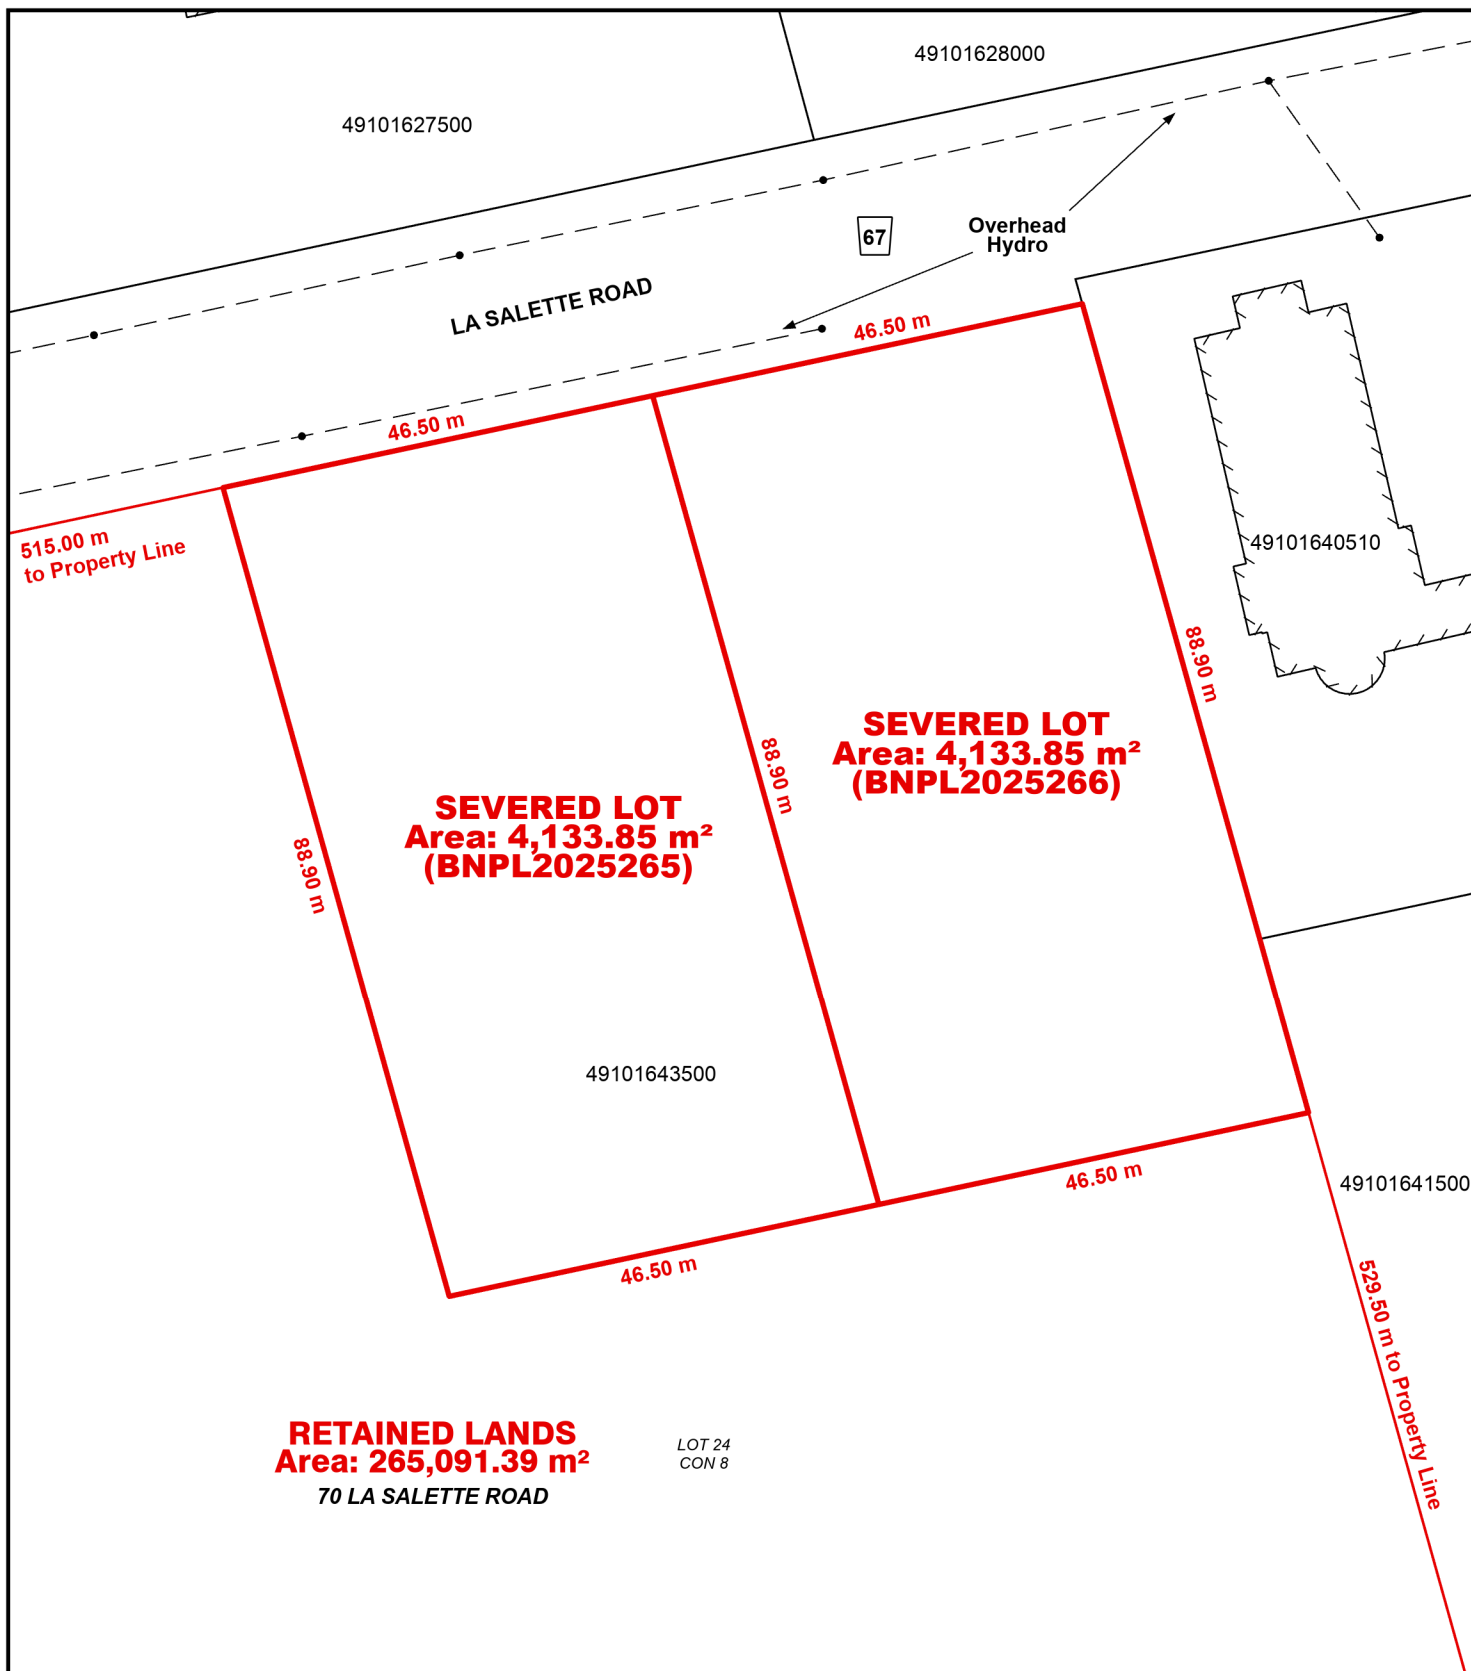 49101628000
49101627500
67
Overhead
Hydro
LA SALETTE ROAD
46.50 m
46.50 m
515.00 m
to Property Line
49101640510
88.90 m
SEVERED LOT
Area: 4,133.85 m²
(BNPL2025266)
88.90 m
SEVERED LOT
Area: 4,133.85 m²
(BNPL2025265)
88.90 m
49101643500
46.50 m
49101641500
46.50 m
529.50 m to Property Line
RETAINED LANDS
Area: 265,091.39 m²
70 LA SALETTE ROAD
LOT 24
CON 8